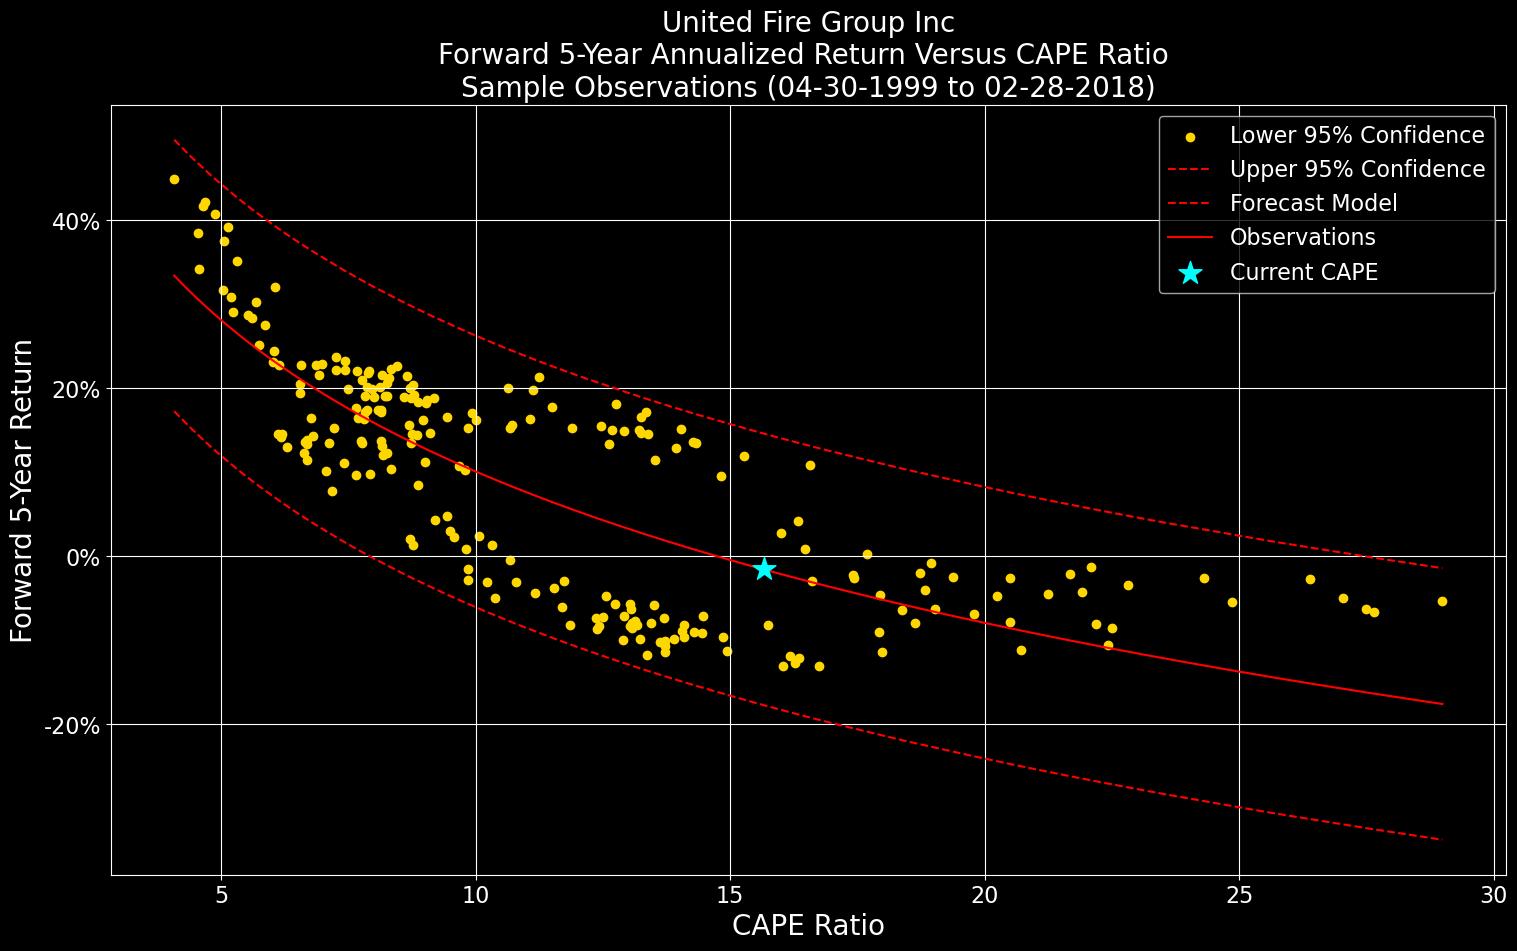 United Fire Group Inc
Forward 5-Year Annualized Return Versus CAPE Ratio
Sample Observations (04-30-1999 to 02-28-2018)
Lower 95% Confidence
Upper 95% Confidence
Forecast Model
Observations
Current CAPE
Forward 5-Year Return
40%
20%
0%
-20%
5
10
15
20
25
30
CAPE Ratio